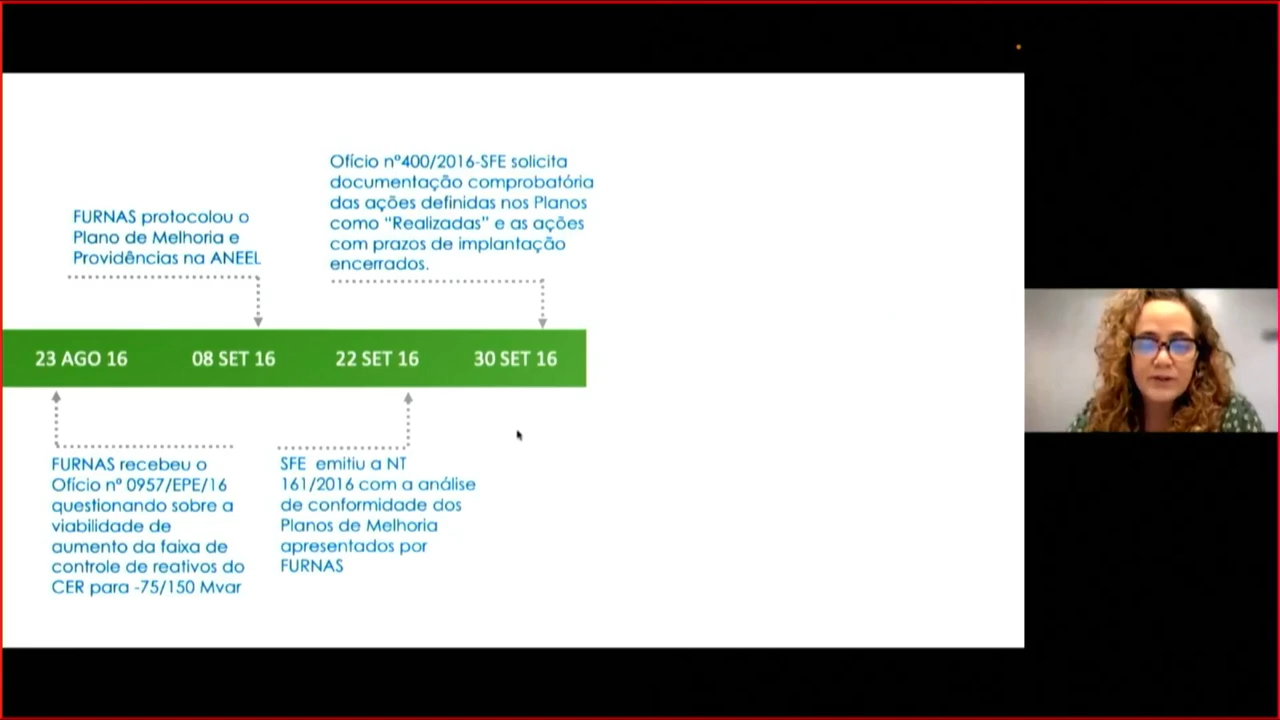 Ofício nº400/2016-SFE solicita
documentação comprobatória
das ações definidas nos Planos
como “Realizadas” e as ações
com prazos de implantação
encerrados.
FURNAS protocolou o
Plano de Melhoria e
Providências na ANEEL
23 AGO 16
08 SET 16
22 SET 16
30 SET 16
FURNAS recebeu o
Ofício nº 0957/EPE/16
questionando sobre a
viabilidade de
aumento da faixa de
controle de reativos do
CER para -75/150 Mvar
SFE emitiu a NT
161/2016 com a análise
de conformidade dos
Planos de Melhoria
apresentados por
FURNAS